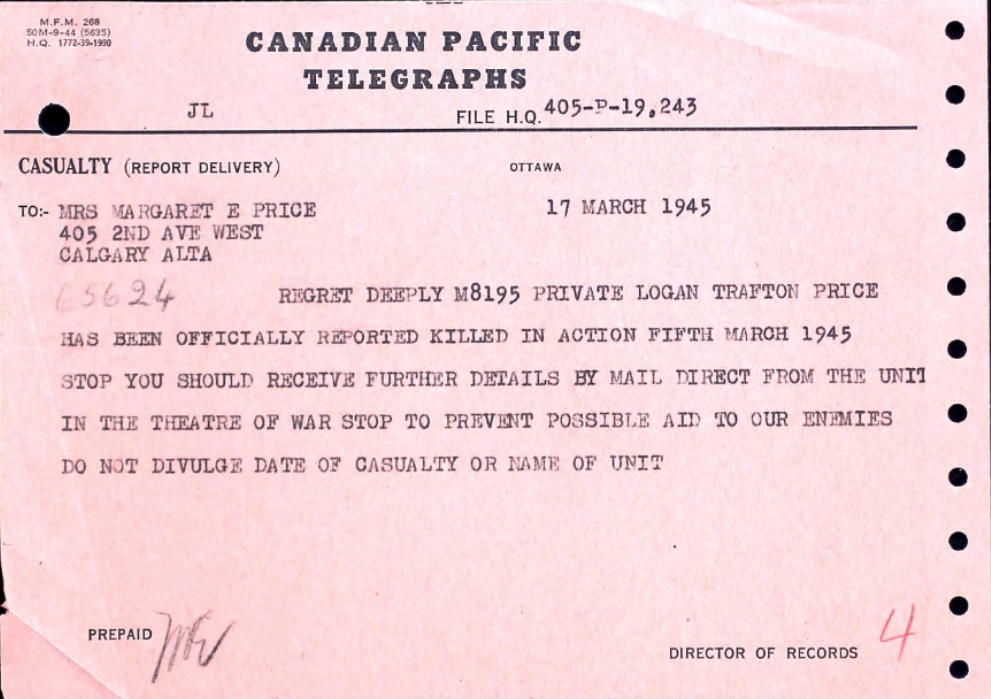 M.F.M. 268
50M-9-44 (5635)
H.Q. 1772-39-1990
CANADIAN PACIFIC
TELEGRAPHS
JL
FILE H.Q. 405-P-19,243
CASUALTY (REPORT DELIVERY)
OTTAWA
TO:- MRS MARGARET E PRICE
17 MARCH 1945
405 2ND AVE WEST
CALGARY ALTA
65624
REGRET DEEPLY M8195 PRIVATE LOGAN TRAFTON PRICE
HAS BEEN OFFICIALLY REPORTED KILLED IN ACTION FIFTH MARCH 1945
STOP YOU SHOULD RECEIVE FURTHER DETAILS BY MAIL DIRECT FROM THE UNIT
IN THE THEATRE OF WAR STOP TO PREVENT POSSIBLE AID TO OUR ENEMIES
DO NOT DIVULGE DATE OF CASUALTY OR NAME OF UNIT
PREPAID
DIRECTOR OF RECORDS
4